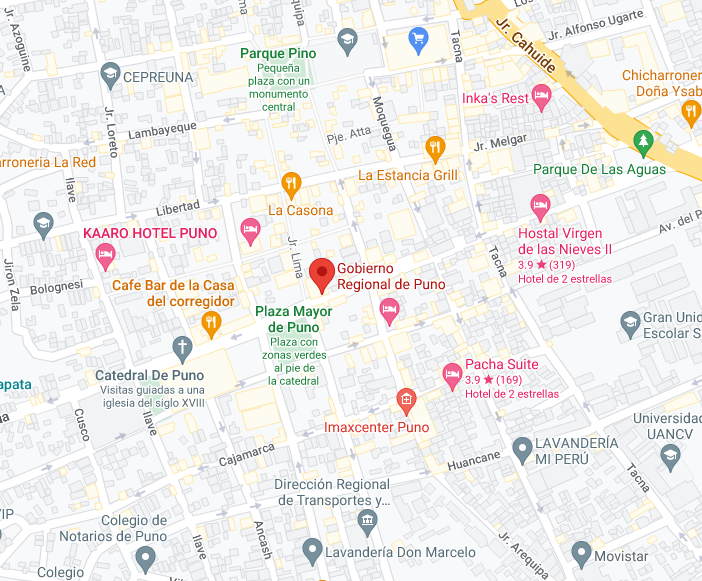 Jr. Azoguine
Arequipa
Tacna
Jr. Alfonso Ugarte
Jr. Cahuide
Parque Pino
Pequeña
plaza con un
monumento
central
CEPREUNA
Jr. Loreto
Lambayeque
Moquegua
Inka's Rest
Chicharroner
Doña Ysab
Pje. Atta
Jr. Melgar
La Estancia Grill
Parque De Las Aguas
arroneria La Red
Ilave
La Casona
Libertad
KAARO HOTEL PUNO
Jr. Lima
Hostal Virgen
de las Nieves II
3.9 ★ (319)
Hotel de 2 estrellas
Av. del P
Tacna
Jiron Zela
Bolognesi
Cafe Bar de la Casa
del corregidor
Gobierno
Regional de Puno
Plaza Mayor
de Puno
Plaza con
zonas verdes
al pie de
la catedral
Gran Unid
Escolar S
Catedral De Puno
Visitas guiadas a una
iglesia del siglo XVIII
apata
Pacha Suite
3.9 ★ (169)
Hotel de 2 estrellas
na
Cusco
Ilave
Imaxcenter Puno
Universidad
UANCV
Cajamarca
Huancane
LAVANDERÍA
MI PERÚ
Tacna
Dirección Regional
de Transportes y...
VIP
Colegio de
Notarios de Puno
Ilave
Ancash
Lavandería Don Marcelo
Jr. Arequipa
Movistar
Colegio